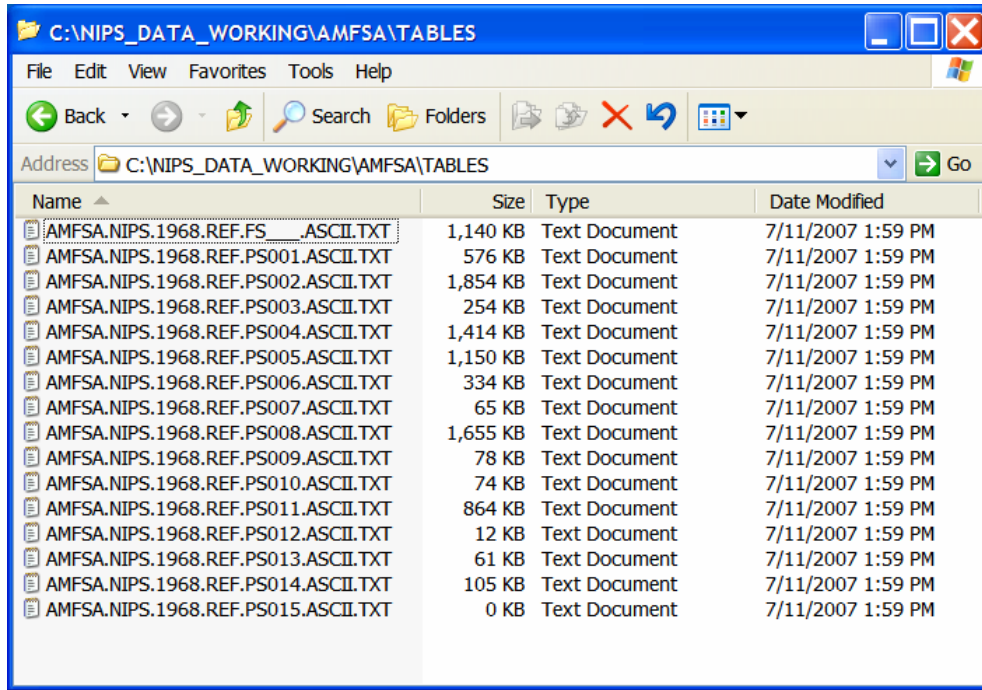 C:\NIPS_DATA_WORKING\AMFSA\TABLES
File Edit View Favorites Tools Help
Back Search Folders
Address C:\NIPS_DATA_WORKING\AMFSA\TABLES Go
Name Size Type Date Modified
AMFSA.NIPS.1968.REF.FS___.ASCII.TXT 1,140 KB Text Document 7/11/2007 1:59 PM
AMFSA.NIPS.1968.REF.PS001.ASCII.TXT 576 KB Text Document 7/11/2007 1:59 PM
AMFSA.NIPS.1968.REF.PS002.ASCII.TXT 1,854 KB Text Document 7/11/2007 1:59 PM
AMFSA.NIPS.1968.REF.PS003.ASCII.TXT 254 KB Text Document 7/11/2007 1:59 PM
AMFSA.NIPS.1968.REF.PS004.ASCII.TXT 1,414 KB Text Document 7/11/2007 1:59 PM
AMFSA.NIPS.1968.REF.PS005.ASCII.TXT 1,150 KB Text Document 7/11/2007 1:59 PM
AMFSA.NIPS.1968.REF.PS006.ASCII.TXT 334 KB Text Document 7/11/2007 1:59 PM
AMFSA.NIPS.1968.REF.PS007.ASCII.TXT 65 KB Text Document 7/11/2007 1:59 PM
AMFSA.NIPS.1968.REF.PS008.ASCII.TXT 1,655 KB Text Document 7/11/2007 1:59 PM
AMFSA.NIPS.1968.REF.PS009.ASCII.TXT 78 KB Text Document 7/11/2007 1:59 PM
AMFSA.NIPS.1968.REF.PS010.ASCII.TXT 74 KB Text Document 7/11/2007 1:59 PM
AMFSA.NIPS.1968.REF.PS011.ASCII.TXT 864 KB Text Document 7/11/2007 1:59 PM
AMFSA.NIPS.1968.REF.PS012.ASCII.TXT 12 KB Text Document 7/11/2007 1:59 PM
AMFSA.NIPS.1968.REF.PS013.ASCII.TXT 61 KB Text Document 7/11/2007 1:59 PM
AMFSA.NIPS.1968.REF.PS014.ASCII.TXT 105 KB Text Document 7/11/2007 1:59 PM
AMFSA.NIPS.1968.REF.PS015.ASCII.TXT 0 KB Text Document 7/11/2007 1:59 PM